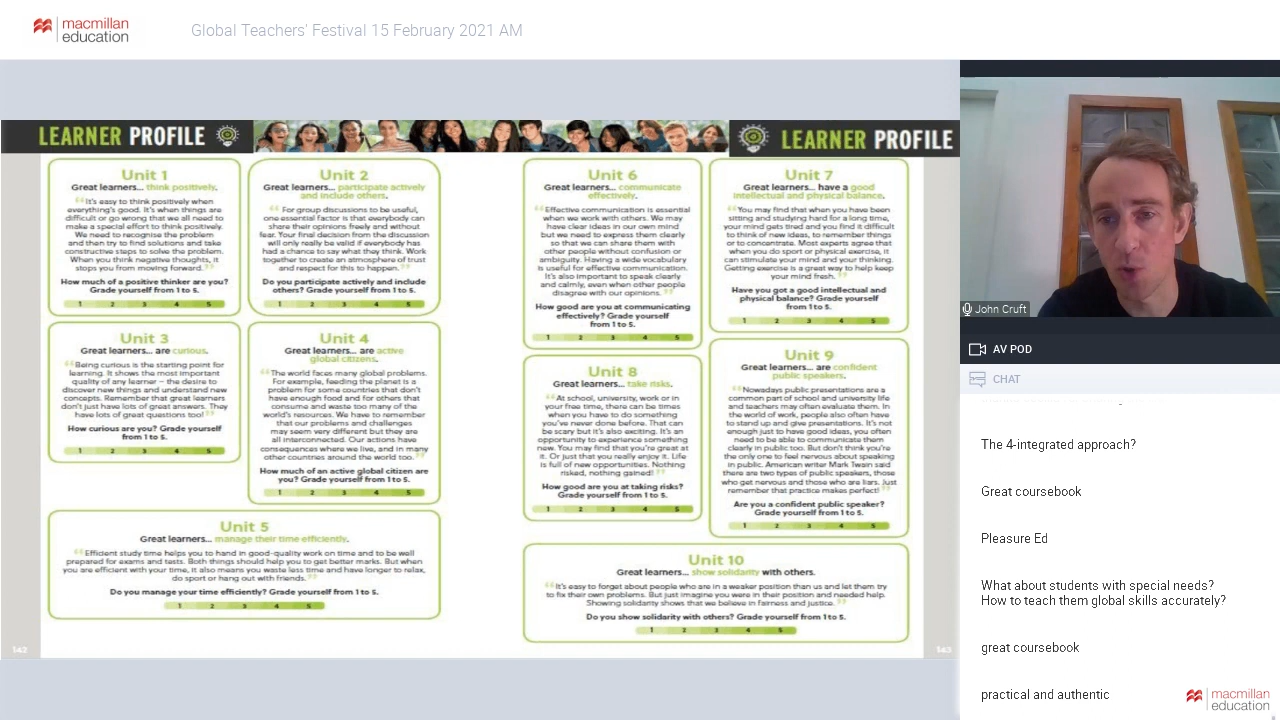 macmillan
education
Global Teachers' Festival 15 February 2021 AM
LEARNER PROFILE
LEARNER PROFILE
Unit 1
Great learners... think positively.
“It's easy to think positively when
everything's good. It's when things are
difficult or go wrong that we all need to
make a special effort to think positively.
We need to recognise the problem
and then try to find solutions and take
constructive steps to solve the problem.
When you think negative thoughts, it
stops you from moving forward.”
How much of a positive thinker are you?
Grade yourself from 1 to 5.
1 2 3 4 5
Unit 2
Great learners... participate actively
and include others.
“For group discussions to be useful,
one essential factor is that everybody can
share their opinions freely and without
fear. Your final decision from the discussion
will only really be valid if everybody has
had a chance to say what they think. Work
together to create an atmosphere of trust
and respect for this to happen.”
Do you participate actively and include
others? Grade yourself from 1 to 5.
1 2 3 4 5
Unit 3
Great learners... are curious.
“Being curious is the starting point for
learning. It shows the most important
quality of any learner – the desire to
discover new things and understand new
concepts. Remember that great learners
don't just have lots of great answers. They
have lots of great questions too!”
How curious are you? Grade yourself
from 1 to 5.
1 2 3 4 5
Unit 4
Great learners... are active
global citizens.
“The world faces many global problems.
For example, feeding the planet is a
problem for some countries that don't
have enough food and for others that
consume and waste too many of the
world's resources. We have to remember
that our problems and challenges
may seem very different but they are
all interconnected. Our actions have
consequences where we live, and in many
other countries around the world.”
How much of an active global citizen are
you? Grade yourself from 1 to 5.
1 2 3 4 5
Unit 5
Great learners... manage their time efficiently.
“Efficient study time helps you to hand in good-quality work on time and to be well
prepared for exams and tests. Both things should help you to get better marks. But when
you are efficient with your time, it also means you waste less time and have longer to relax,
do sport or hang out with friends.”
Do you manage your time efficiently? Grade yourself from 1 to 5.
1 2 3 4 5
142
Unit 6
Great learners... communicate
effectively.
“Effective communication is essential
when we work with others. We may
have clear ideas in our own mind
but we need to express them clearly
so that we can share them with
other people without confusion or
ambiguity. Having a wide vocabulary
is useful for effective communication.
It's also important to speak clearly
and calmly, even when other people
disagree with our opinions.”
How good are you at communicating
effectively? Grade yourself
from 1 to 5.
1 2 3 4 5
Unit 7
Great learners... have a good
intellectual and physical balance.
“You may find that when you have been
sitting and studying hard for a long time,
your mind gets tired and you find it difficult
to think of new ideas, to remember things
or to concentrate. Most experts agree that
when you do sport or physical exercise, it
can stimulate your mind and your thinking.
Getting exercise is a great way to help keep
your mind fresh.”
Have you got a good intellectual and
physical balance? Grade yourself
from 1 to 5.
1 2 3 4 5
Unit 8
Great learners... take risks.
“At school, university, work or in
your free time, there can be times
when you have to do something
you've never done before. That can
be scary but it's also exciting. It's an
opportunity to experience something
new. You may find that you're great at
it. Or just that you really enjoy it. Life
is full of new opportunities. Nothing
risked, nothing gained!”
How good are you at taking risks?
Grade yourself from 1 to 5.
1 2 3 4 5
Unit 9
Great learners... are confident
public speakers.
“Nowadays public presentations are a
common part of school and university life
and teachers may often evaluate them. In
the world of work, people also often have
to stand up and give presentations. It's not
enough just to have good ideas, you often
need to be able to communicate them
clearly in public too. But don't think you're
the only one to feel nervous about speaking
in public. American writer Mark Twain said
there are two types of public speakers, those
who get nervous and those who are liars. Just
remember that practice makes perfect!”
Are you a confident public speaker?
Grade yourself from 1 to 5.
1 2 3 4 5
Unit 10
Great learners... show solidarity with others.
“It's easy to forget about people who are in a weaker position than us and let them try
to fix their own problems. But just imagine you were in their position and needed help.
Showing solidarity shows that we believe in fairness and justice.”
Do you show solidarity with others? Grade yourself from 1 to 5.
1 2 3 4 5
143
John Cruft
AV POD
CHAT
The 4-integrated approach?
Great coursebook
Pleasure Ed
What about students with special needs?
How to teach them global skills accurately?
great coursebook
practical and authentic
macmillan
education